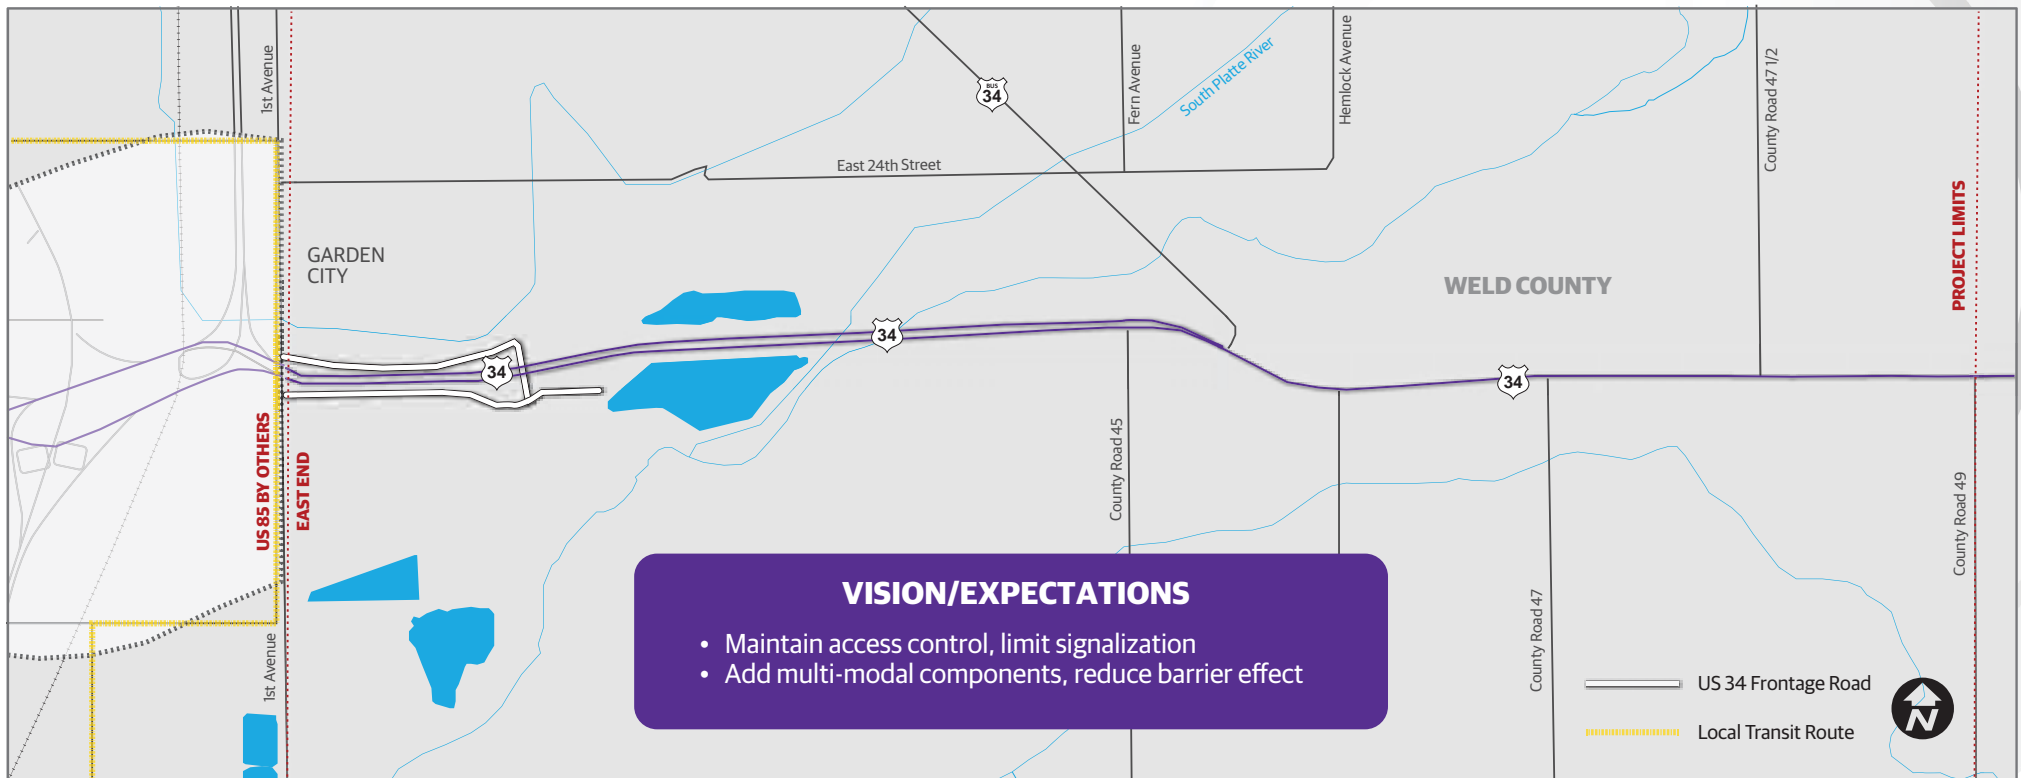 1st Avenue
BUS
34
Fern Avenue
South Platte River
Hemlock Avenue
County Road 47 1/2
East 24th Street
PROJECT LIMITS
GARDEN
CITY
WELD COUNTY
34
34
34
US 85 BY OTHERS
EAST END
County Road 45
County Road 49
VISION/EXPECTATIONS
• Maintain access control, limit signalization
• Add multi-modal components, reduce barrier effect
County Road 47
1st Avenue
US 34 Frontage Road
Local Transit Route
N